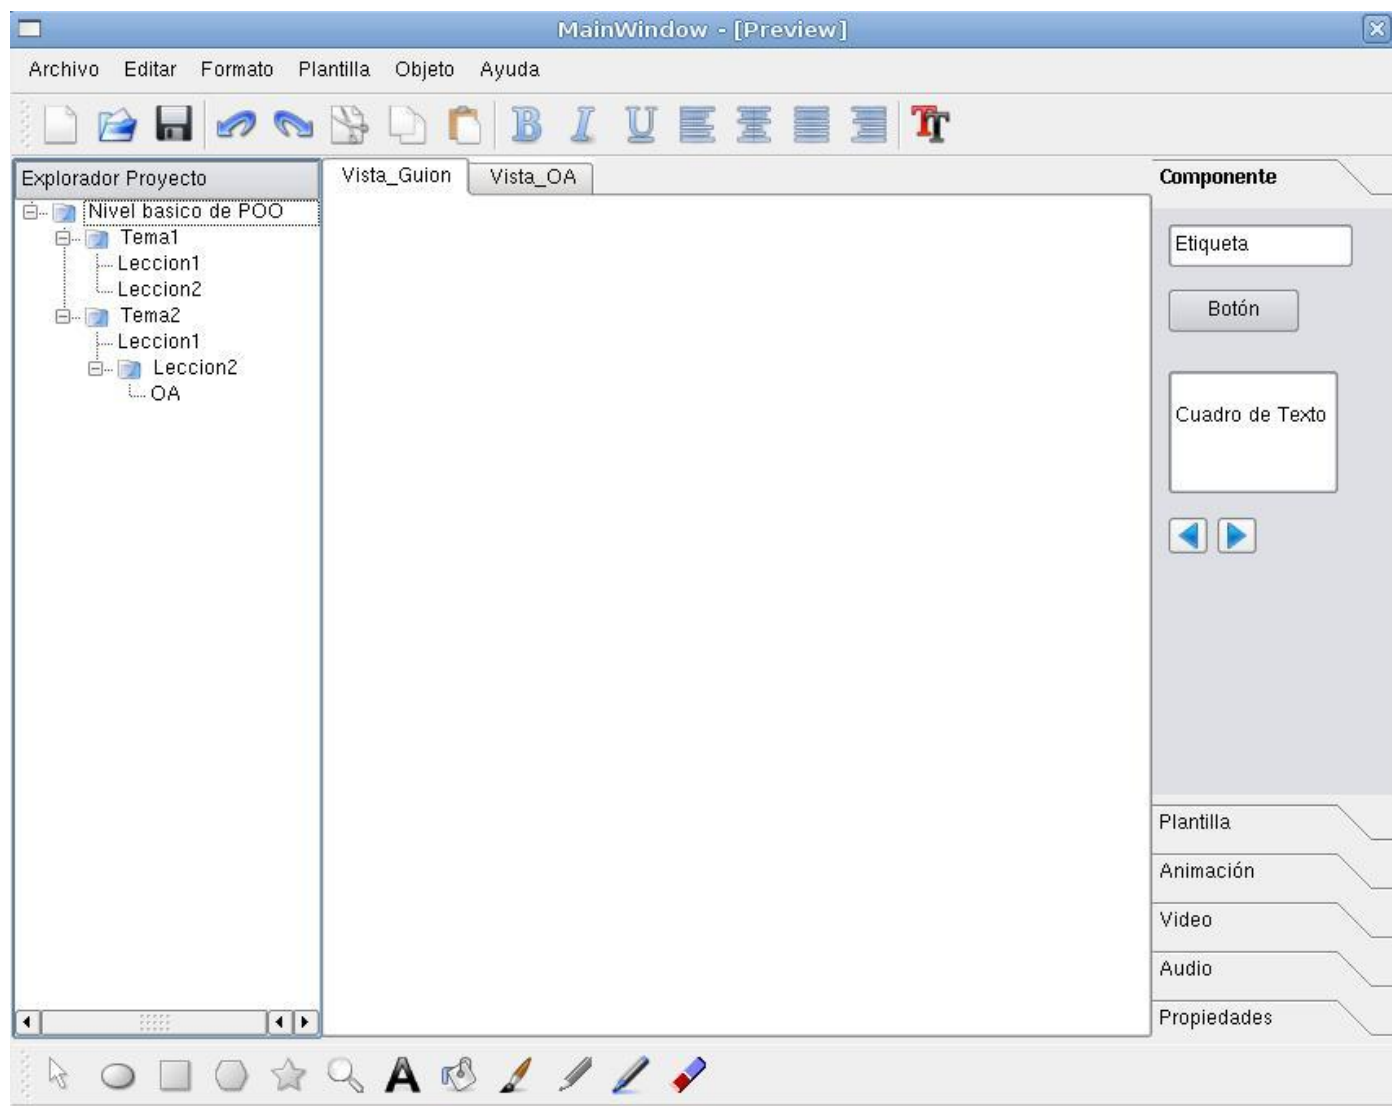 MainWindow - [Preview]
Archivo Editar Formato Plantilla Objeto Ayuda
B I U T T
Explorador Proyecto
Nivel basico de POO
Tema1
Leccion1
Leccion2
Tema2
Leccion1
Leccion2
OA
Vista_Guion Vista_OA
Componente
Etiqueta
Botón
Cuadro de Texto
Plantilla
Animación
Video
Audio
Propiedades
A